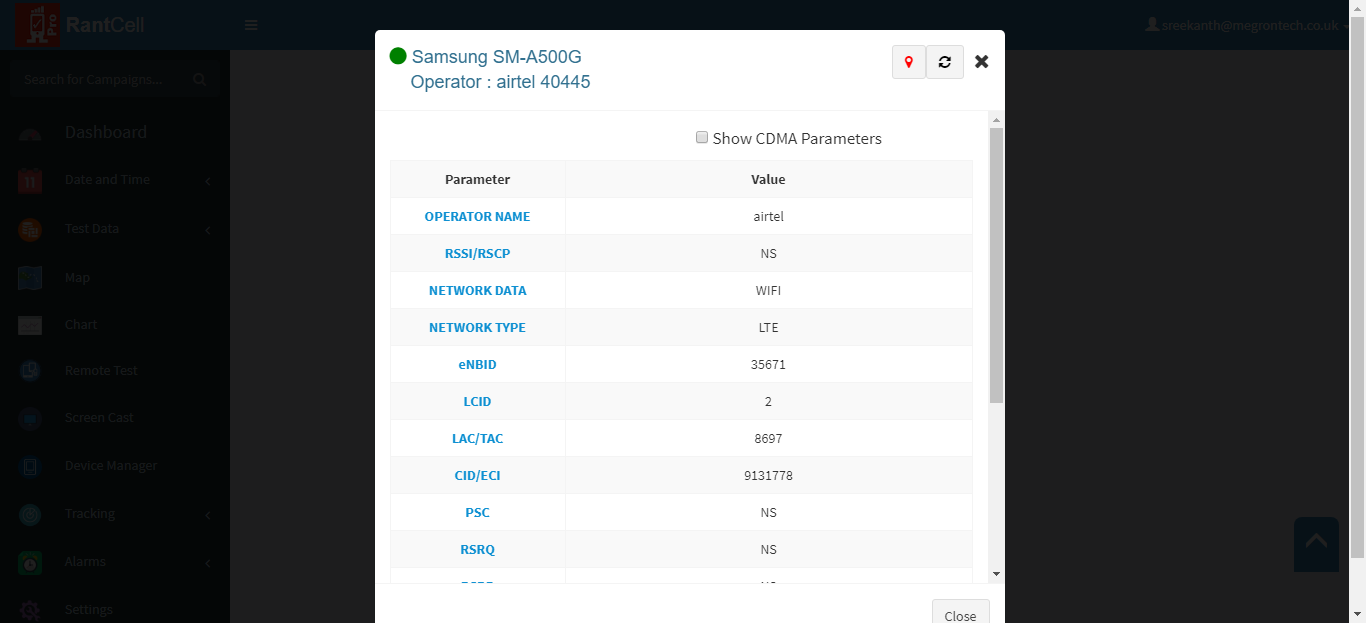 Pro
RantCell
sreekanth@megrontech.co.uk
Search for Campaigns...
Dashboard
11
Date and Time
Test Data
Map
Chart
Remote Test
Screen Cast
Device Manager
Tracking
Alarms
Settings
Samsung SM-A500G
Operator : airtel 40445
Show CDMA Parameters
Parameter Value
OPERATOR NAME airtel
RSSI/RSCP NS
NETWORK DATA WIFI
NETWORK TYPE LTE
eNBID 35671
LCID 2
LAC/TAC 8697
CID/ECI 9131778
PSC NS
RSRQ NS
Close